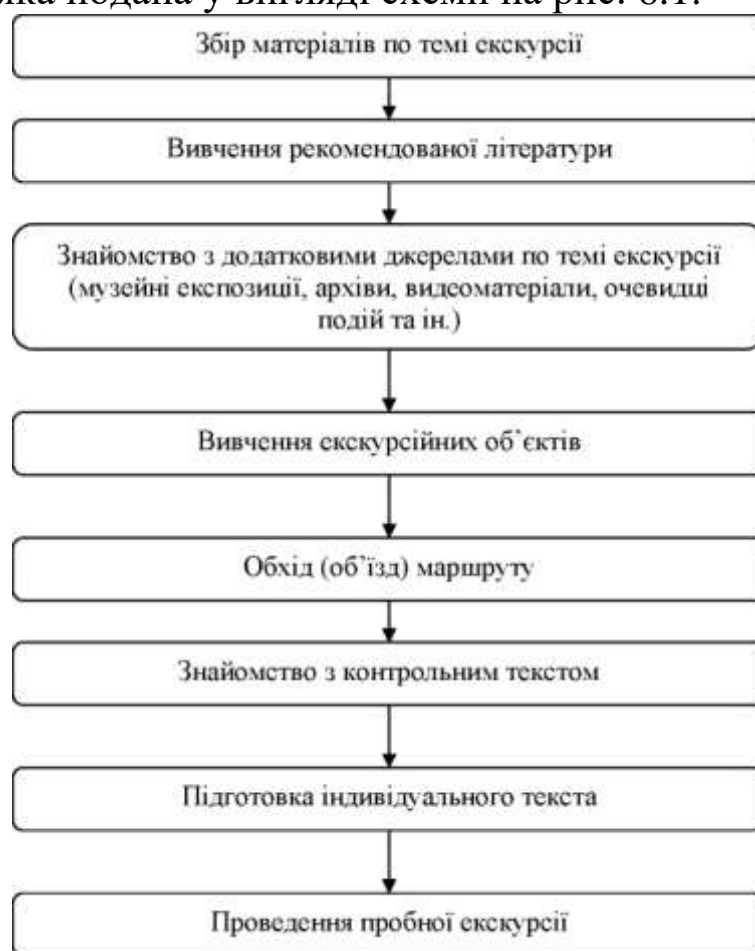 подана у вигляді схеми на рис. 6.1.
Збір матеріалів по темі екскурсії
Вивчення рекомендованої літератури
Знайомство з додатковими джерелами по темі екскурсії
(музейні експозиції, архіви, видеоматеріали, очевидці
подій та ін.)
Вивчення екскурсійних об`єктів
Обхід (об’їзд) маршруту
Знайомство з контрольним текстом
Підготовка індивідуального текста
Проведення пробної екскурсії